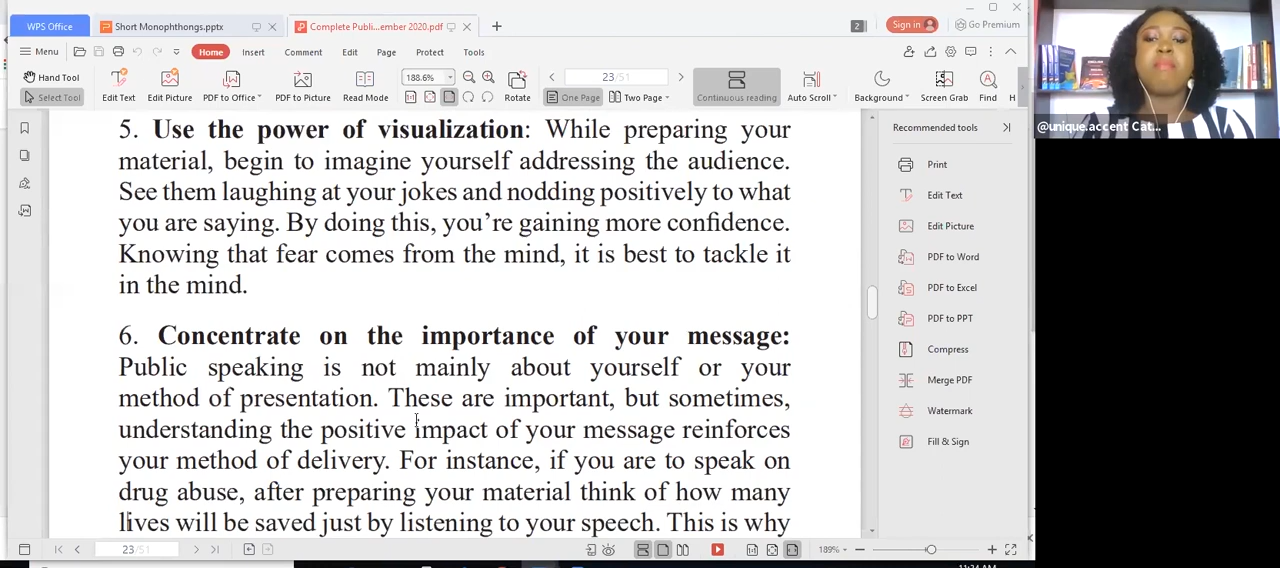 WPS Office
Short Monophthongs.pptx
Complete Publi...ember 2020.pdf
2
Sign in
Go Premium
Menu
Home
Insert
Comment
Edit
Page
Protect
Tools
Hand Tool
Select Tool
Edit Text
Edit Picture
PDF to Office
PDF to Picture
Read Mode
188.6%
Rotate
23/51
One Page
Two Page
Continuous reading
Auto Scroll
Background
Screen Grab
Find
H
@unique.accent Cat...
5. Use the power of visualization: While preparing your
material, begin to imagine yourself addressing the audience.
See them laughing at your jokes and nodding positively to what
you are saying. By doing this, you're gaining more confidence.
Knowing that fear comes from the mind, it is best to tackle it
in the mind.
6. Concentrate on the importance of your message:
Public speaking is not mainly about yourself or your
method of presentation. These are important, but sometimes,
understanding the positive impact of your message reinforces
your method of delivery. For instance, if you are to speak on
drug abuse, after preparing your material think of how many
lives will be saved just by listening to your speech. This is why
Recommended tools
Print
Edit Text
Edit Picture
PDF to Word
PDF to Excel
PDF to PPT
Compress
Merge PDF
Watermark
Fill & Sign
23/51
189%